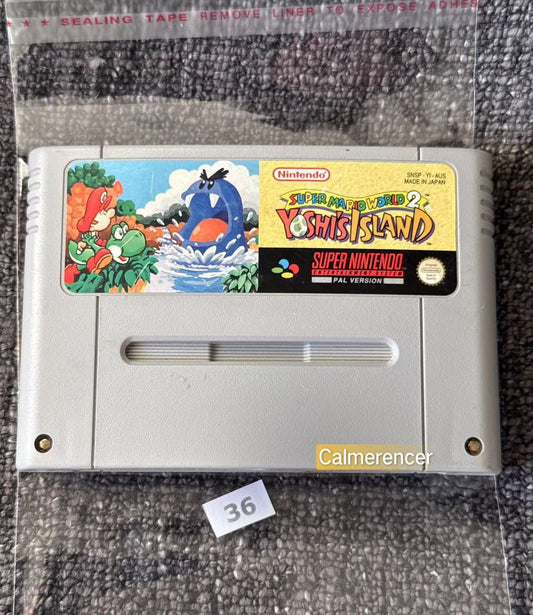 ★ ★ ★ SEALING TAPE REMOVE LINER TO EXPOSE ADHES
Nintendo
SNSP-YI-AUS
MADE IN JAPAN
SUPER MARIO WORLD 2
YOSHI'S ISLAND
SUPER NINTENDO
ENTERTAINMENT SYSTEM
PAL VERSION
Calmerencer
36